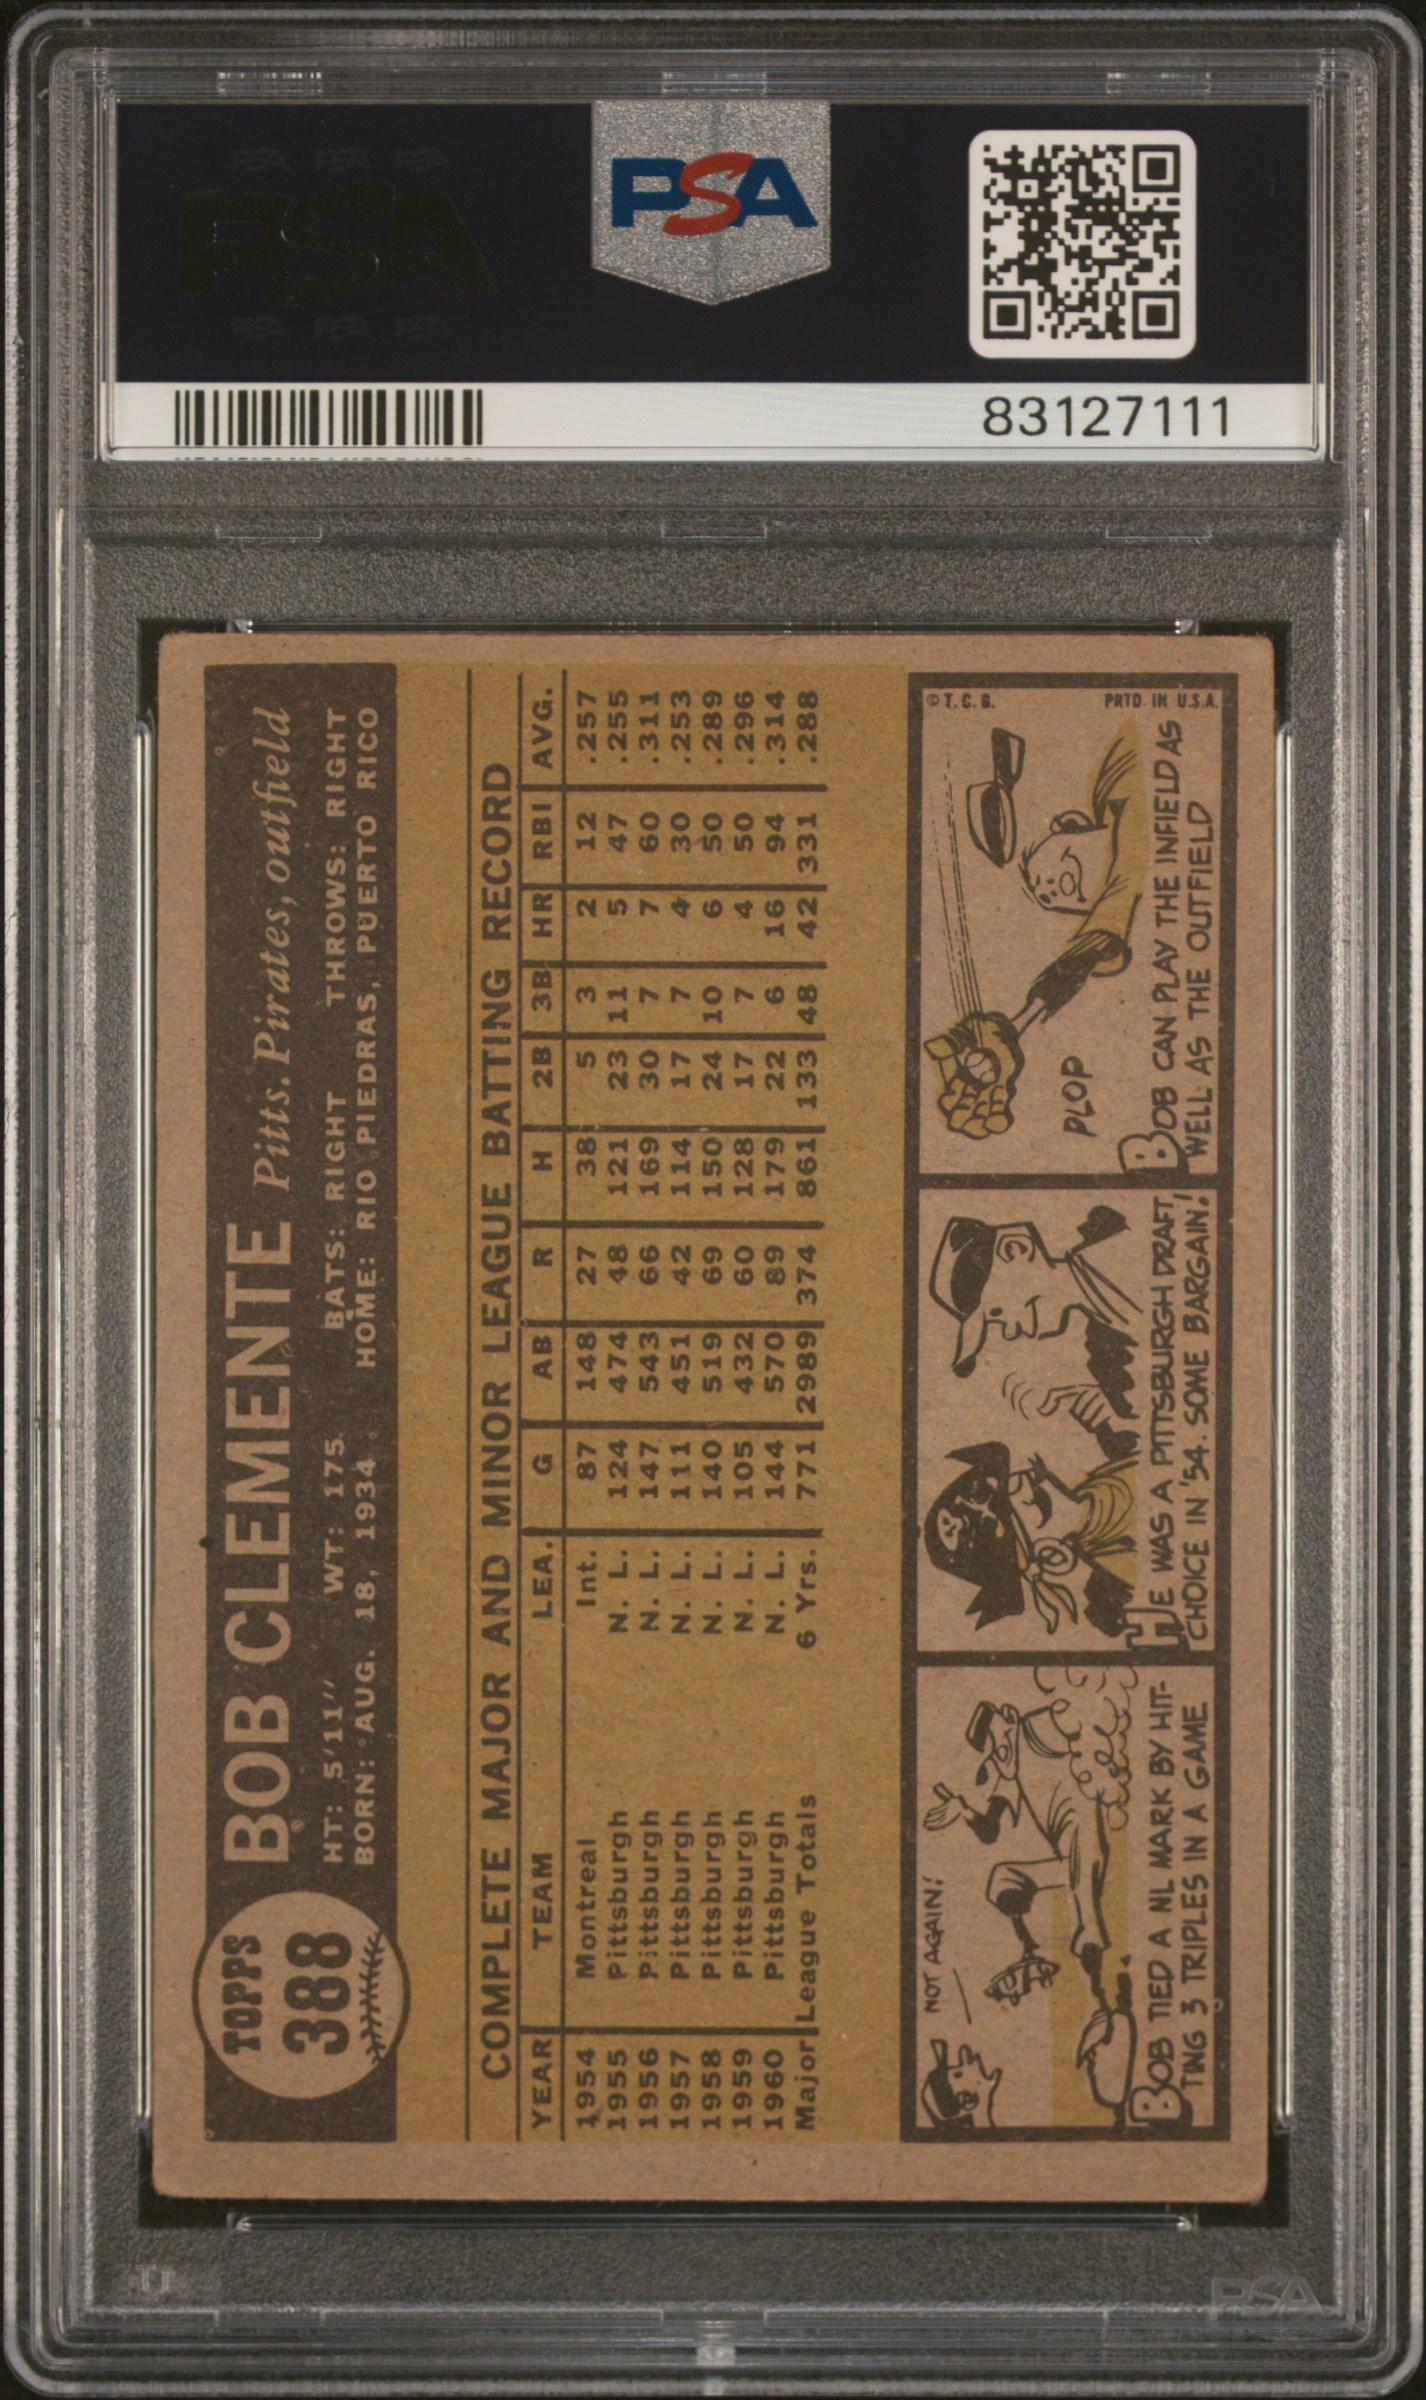 PSA PSA PSA
PSA
PSA PSA PSA
PSA
83127111
TOPPS
388
BOB CLEMENTE Pitts. Pirates, outfield
HT: 5'11" WT: 175 BATS: RIGHT THROWS: RIGHT
BORN: AUG. 18, 1934 HOME: RIO PIEDRAS, PUERTO RICO
COMPLETE MAJOR AND MINOR LEAGUE BATTING RECORD
YEAR TEAM LEA. G AB R H 2B 3B HR RBI AVG.
1954 Montreal Int. 87 148 27 38 5 3 2 12 .257
1955 Pittsburgh N. L. 124 474 48 121 23 11 5 47 .255
1956 Pittsburgh N. L. 147 543 66 169 30 7 7 60 .311
1957 Pittsburgh N. L. 111 451 42 114 17 7 4 30 .253
1958 Pittsburgh N. L. 140 519 69 150 24 10 6 50 .289
1959 Pittsburgh N. L. 105 432 60 128 17 7 4 50 .296
1960 Pittsburgh N. L. 144 570 89 179 22 6 16 94 .314
Major League Totals 6 Yrs. 771 2989 374 861 133 48 42 331 .288
NOT AGAIN!
BOB TIED A NL MARK BY HIT-
TING 3 TRIPLES IN A GAME
HE WAS A PITTSBURGH DRAFT
CHOICE IN '54. SOME BARGAIN!
© T. C. G. PRTD. IN U.S.A.
PLOP
BOB CAN PLAY THE INFIELD AS
WELL AS THE OUTFIELD
PSA